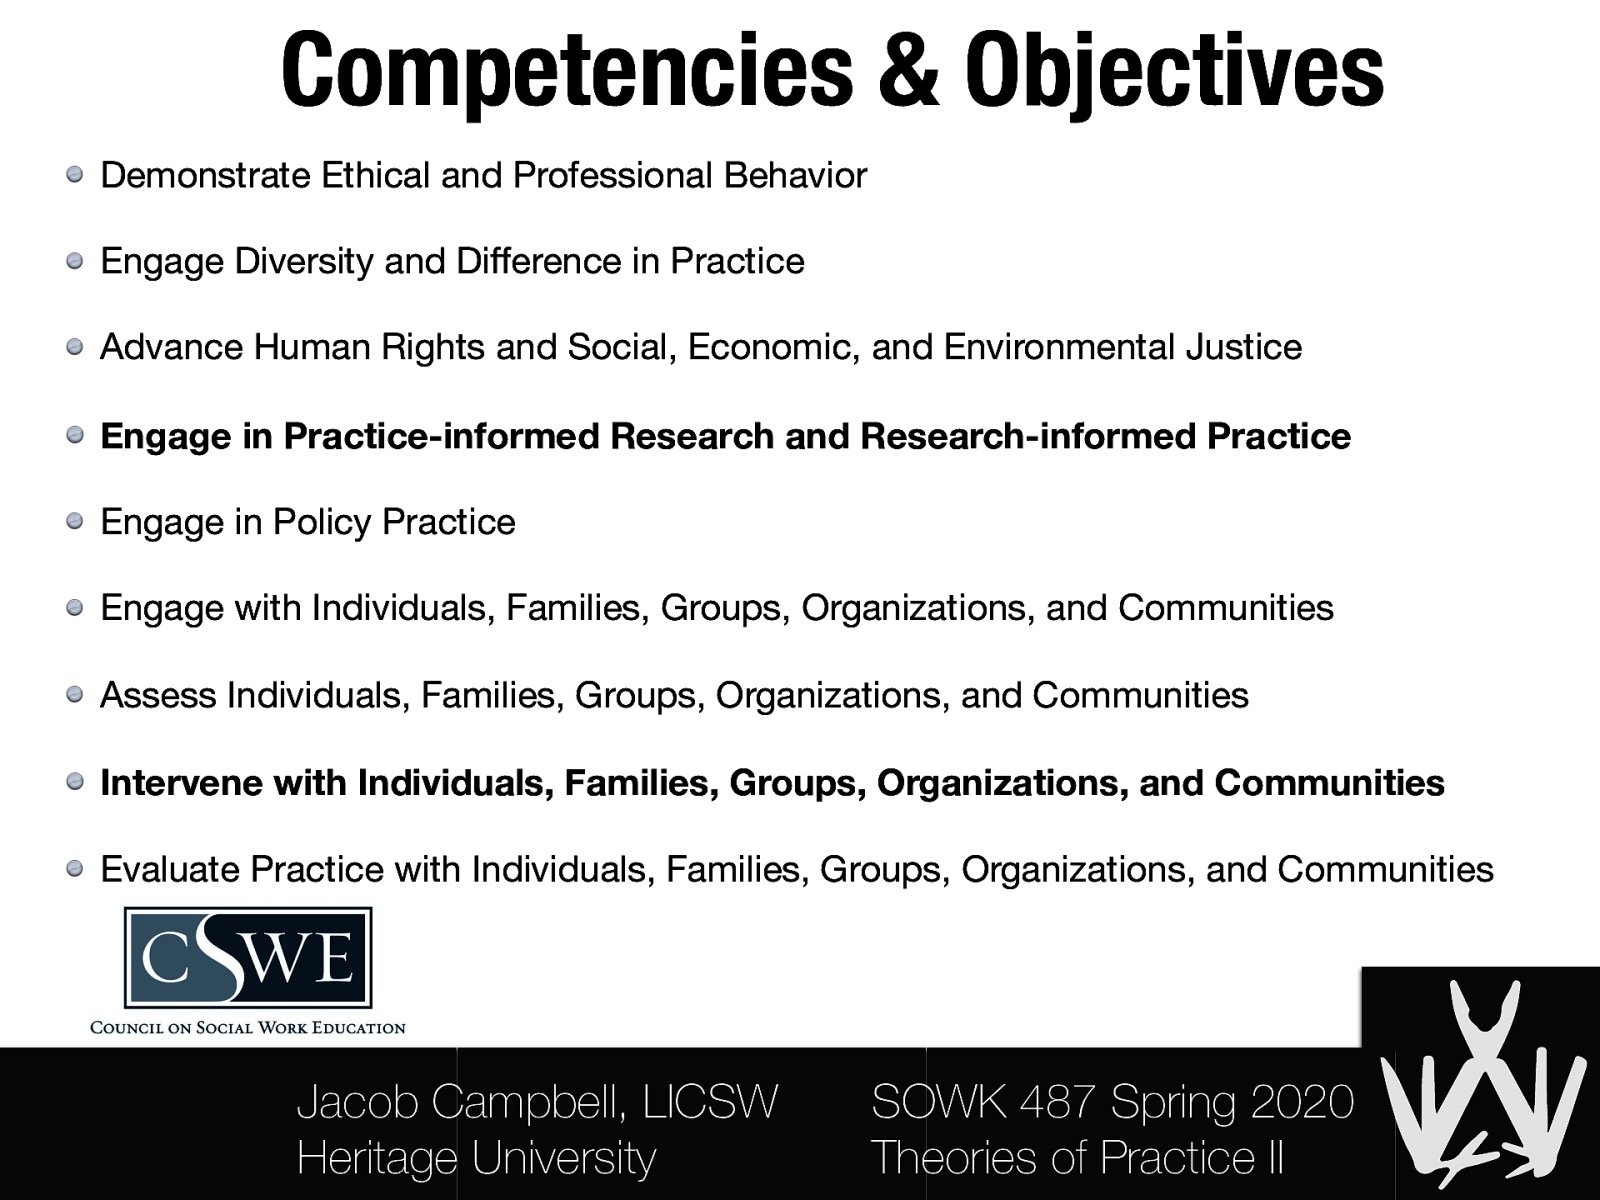 Competencies & Objectives
Demonstrate Ethical and Professional Behavior
Engage Diversity and Difference in Practice
Advance Human Rights and Social, Economic, and Environmental Justice
Engage in Practice-informed Research and Research-informed Practice
Engage in Policy Practice
Engage with Individuals, Families, Groups, Organizations, and Communities
Assess Individuals, Families, Groups, Organizations, and Communities
Intervene with Individuals, Families, Groups, Organizations, and Communities
Evaluate Practice with Individuals, Families, Groups, Organizations, and Communities
CSWE
COUNCIL ON SOCIAL WORK EDUCATION
Jacob Campbell, LICSW
Heritage University
SOWK 487 Spring 2020
Theories of Practice II